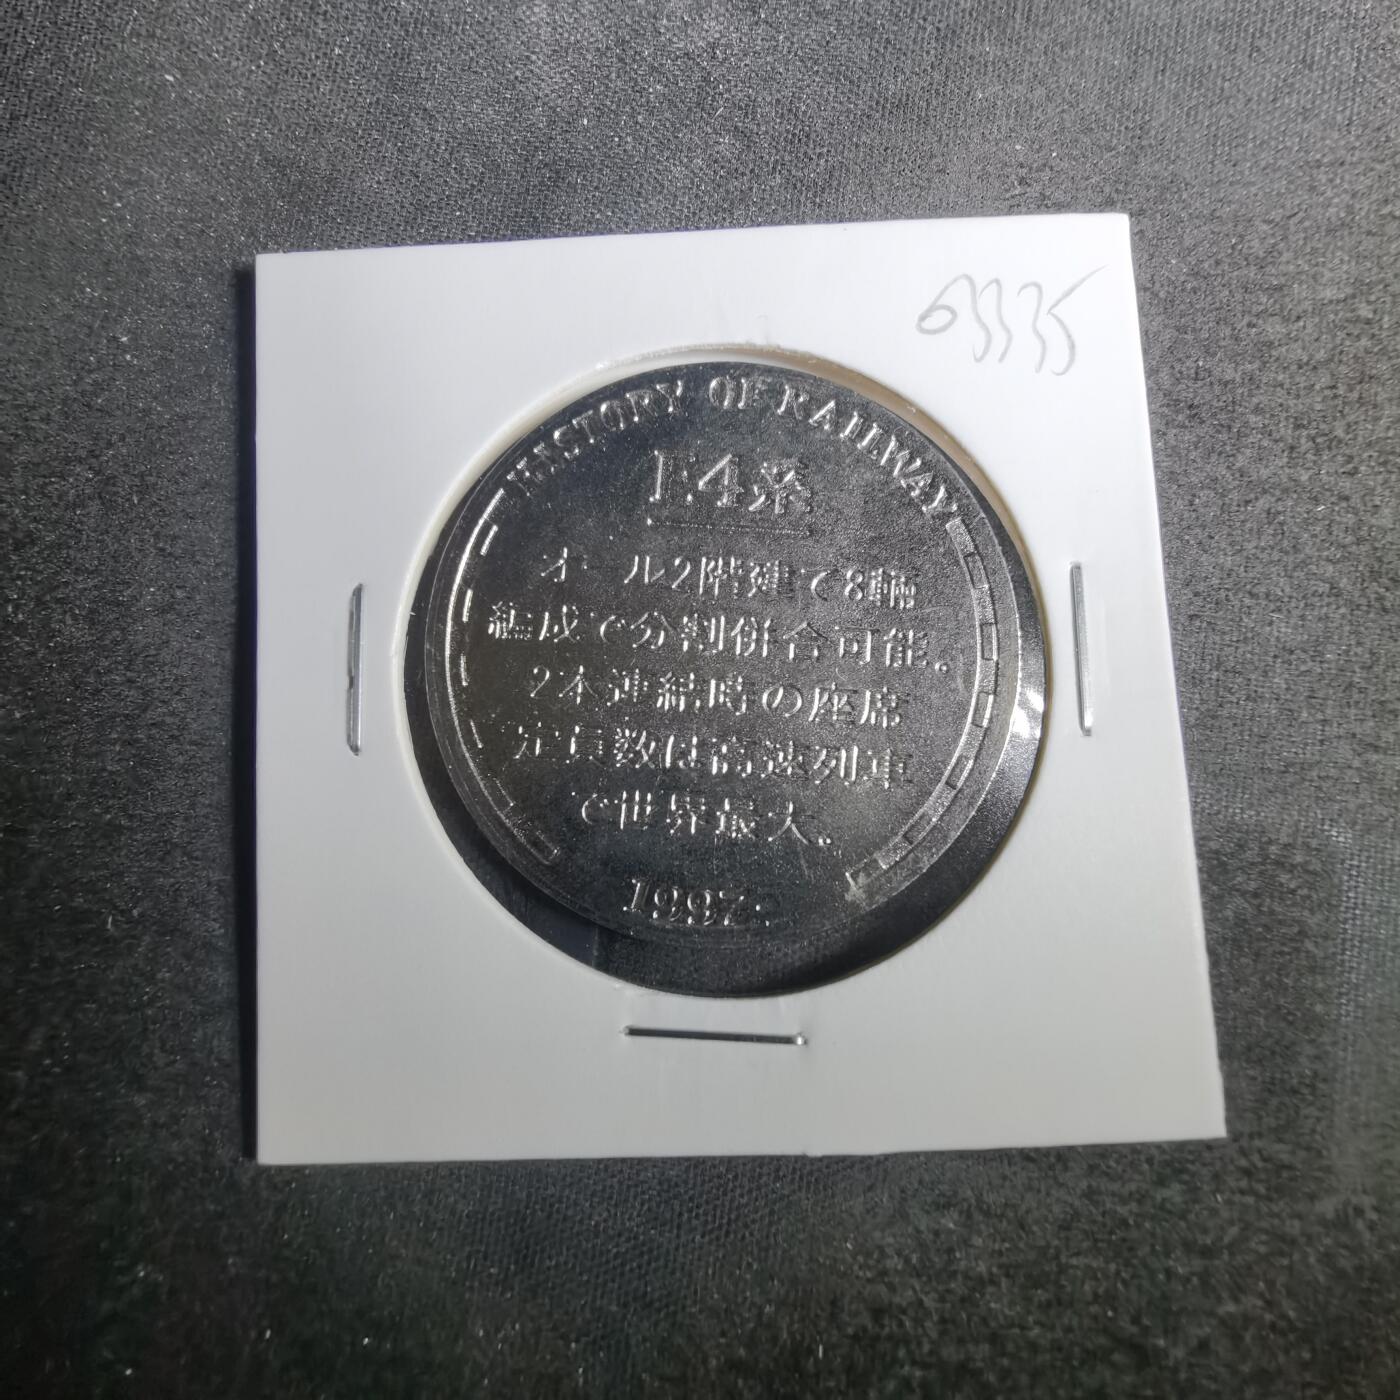 HISTORY OF RAILWAY
E4系
オール2階建て8輛
編成で分割併合可能。
2本連結時の座席
定員数は高速列車
で世界最大。
1997-